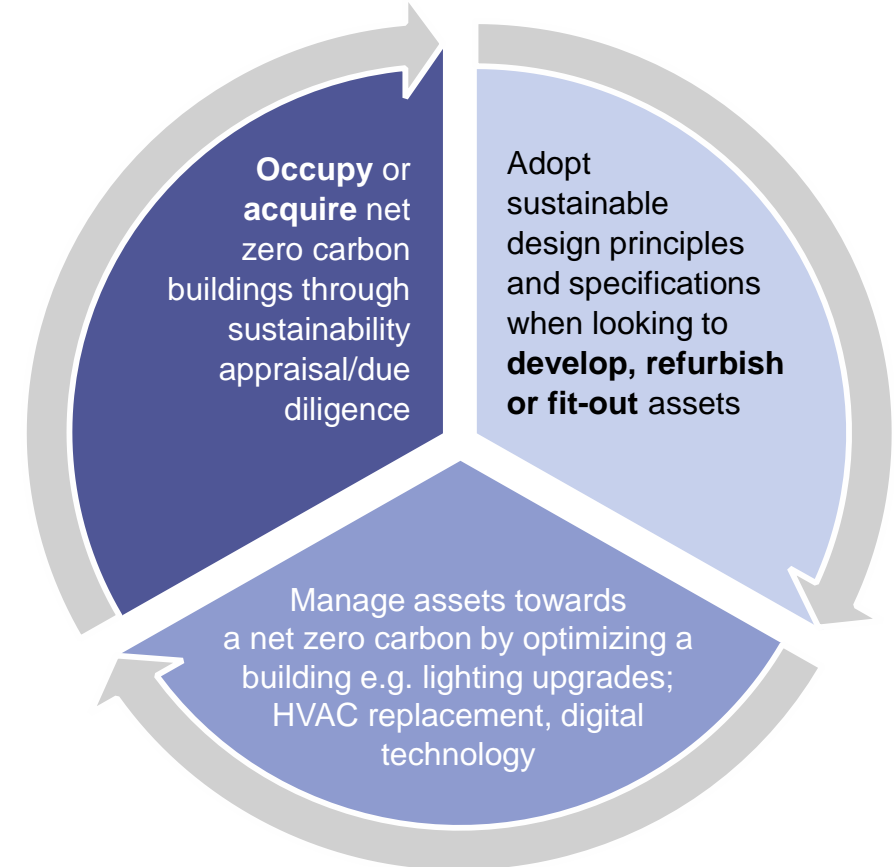 Occupy or
acquire net
zero carbon
buildings through
sustainability
appraisal/due
diligence
Adopt
sustainable
design principles
and specifications
when looking to
develop, refurbish
or fit-out assets
Manage assets towards
a net zero carbon by optimizing a
building e.g. lighting upgrades;
HVAC replacement, digital
technology